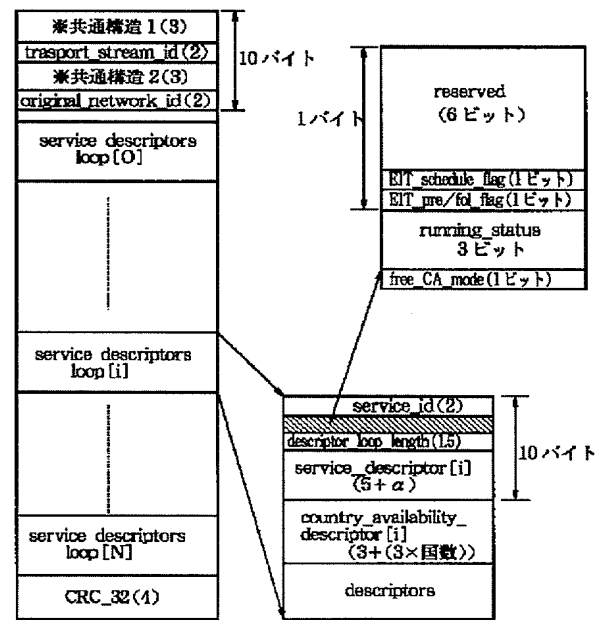 ※共通構造1(3)
trasport_stream_id(2)
※共通構造2(3)
original_network_id(2)
10バイト
service descriptors
loop[0]
service descriptors
loop[i]
service descriptors
loop[N]
CRC_32(4)
1バイト
reserved
(6ビット)
EIT_schedule_flag(1ビット)
EIT_pre/fol_flag(1ビット)
running_status
3ビット
free_CA_mode(1ビット)
service_id(2)
descriptor_loop_length(1.5)
service_descriptor[i]
(5+α)
10バイト
country_availability_
descriptor[i]
(3+(3×国数))
descriptors